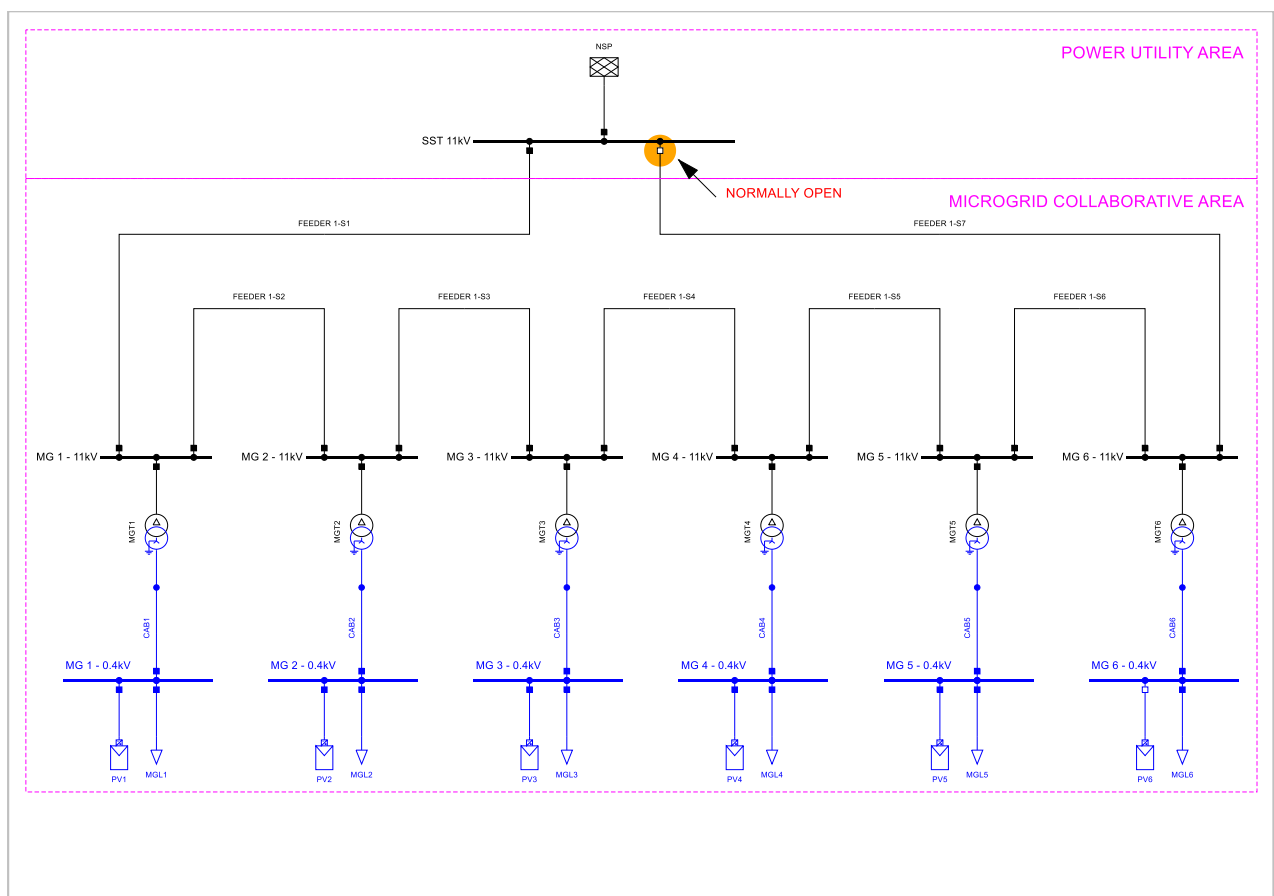 NSP
POWER UTILITY AREA
SST 11kV
NORMALLY OPEN
MICROGRID COLLABORATIVE AREA
FEEDER 1-S1
FEEDER 1-S7
FEEDER 1-S2
FEEDER 1-S3
FEEDER 1-S4
FEEDER 1-S5
FEEDER 1-S6
MG 1 - 11kV
MG 2 - 11kV
MG 3 - 11kV
MG 4 - 11kV
MG 5 - 11kV
MG 6 - 11kV
MGT1
MGT2
MGT3
MGT4
MGT5
MGT6
CAB1
CAB2
CAB3
CAB4
CAB5
CAB6
MG 1 - 0.4kV
MG 2 - 0.4kV
MG 3 - 0.4kV
MG 4 - 0.4kV
MG 5 - 0.4kV
MG 6 - 0.4kV
PV1
MGL1
PV2
MGL2
PV3
MGL3
PV4
MGL4
PV5
MGL5
PV6
MGL6